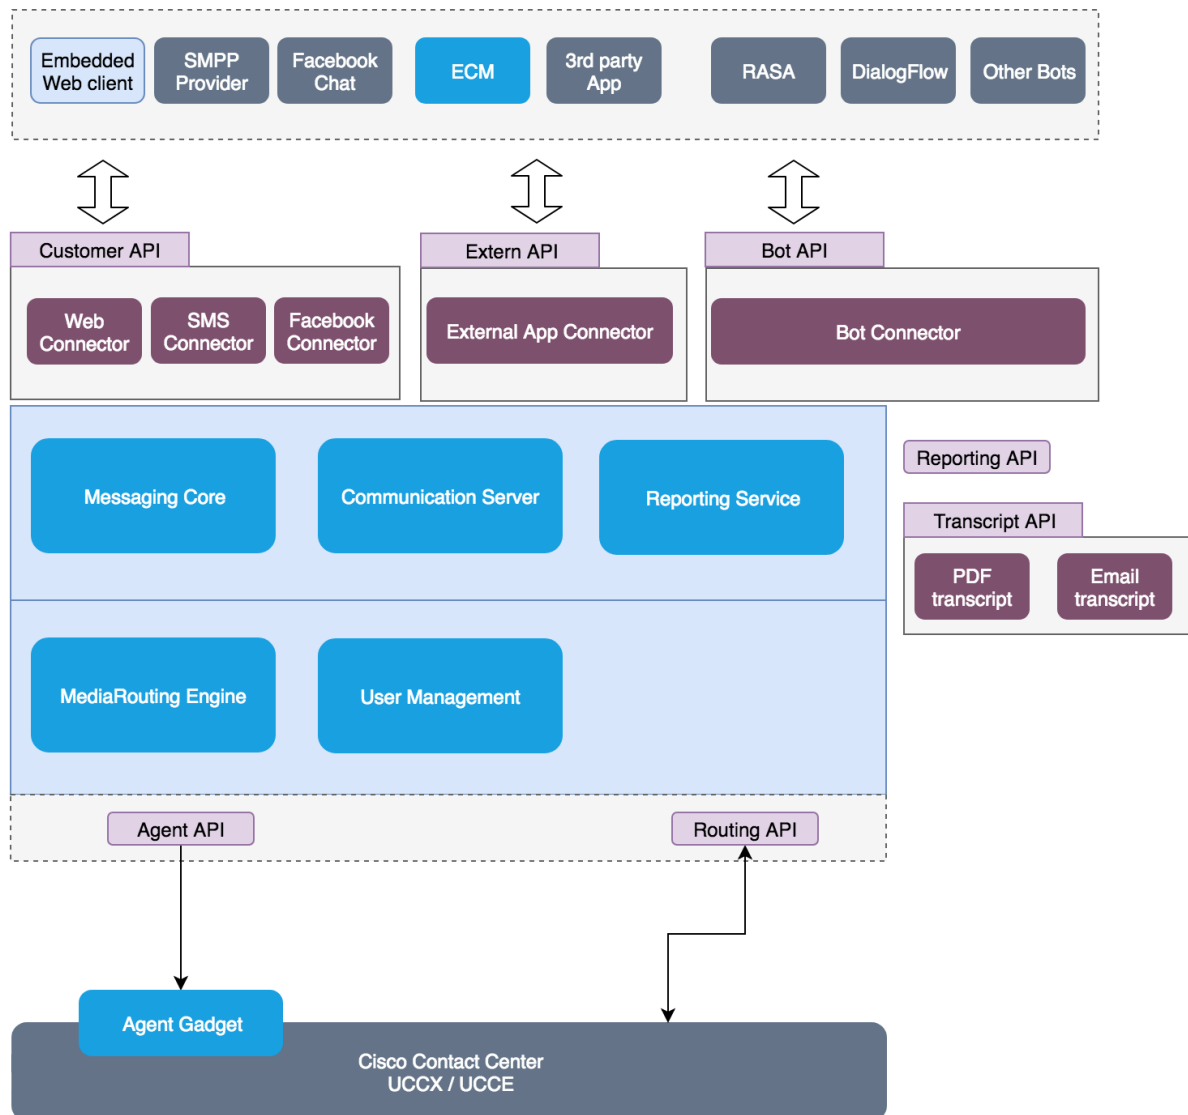 Embedded
Web client
SMPP
Provider
Facebook
Chat
ECM
3rd party
App
RASA
DialogFlow
Other Bots
Customer API
Extern API
Bot API
Web
Connector
SMS
Connector
Facebook
Connector
External App Connector
Bot Connector
Messaging Core
Communication Server
Reporting Service
Reporting API
Transcript API
PDF
transcript
Email
transcript
MediaRouting Engine
User Management
Agent API
Routing API
Agent Gadget
Cisco Contact Center
UCCX / UCCE